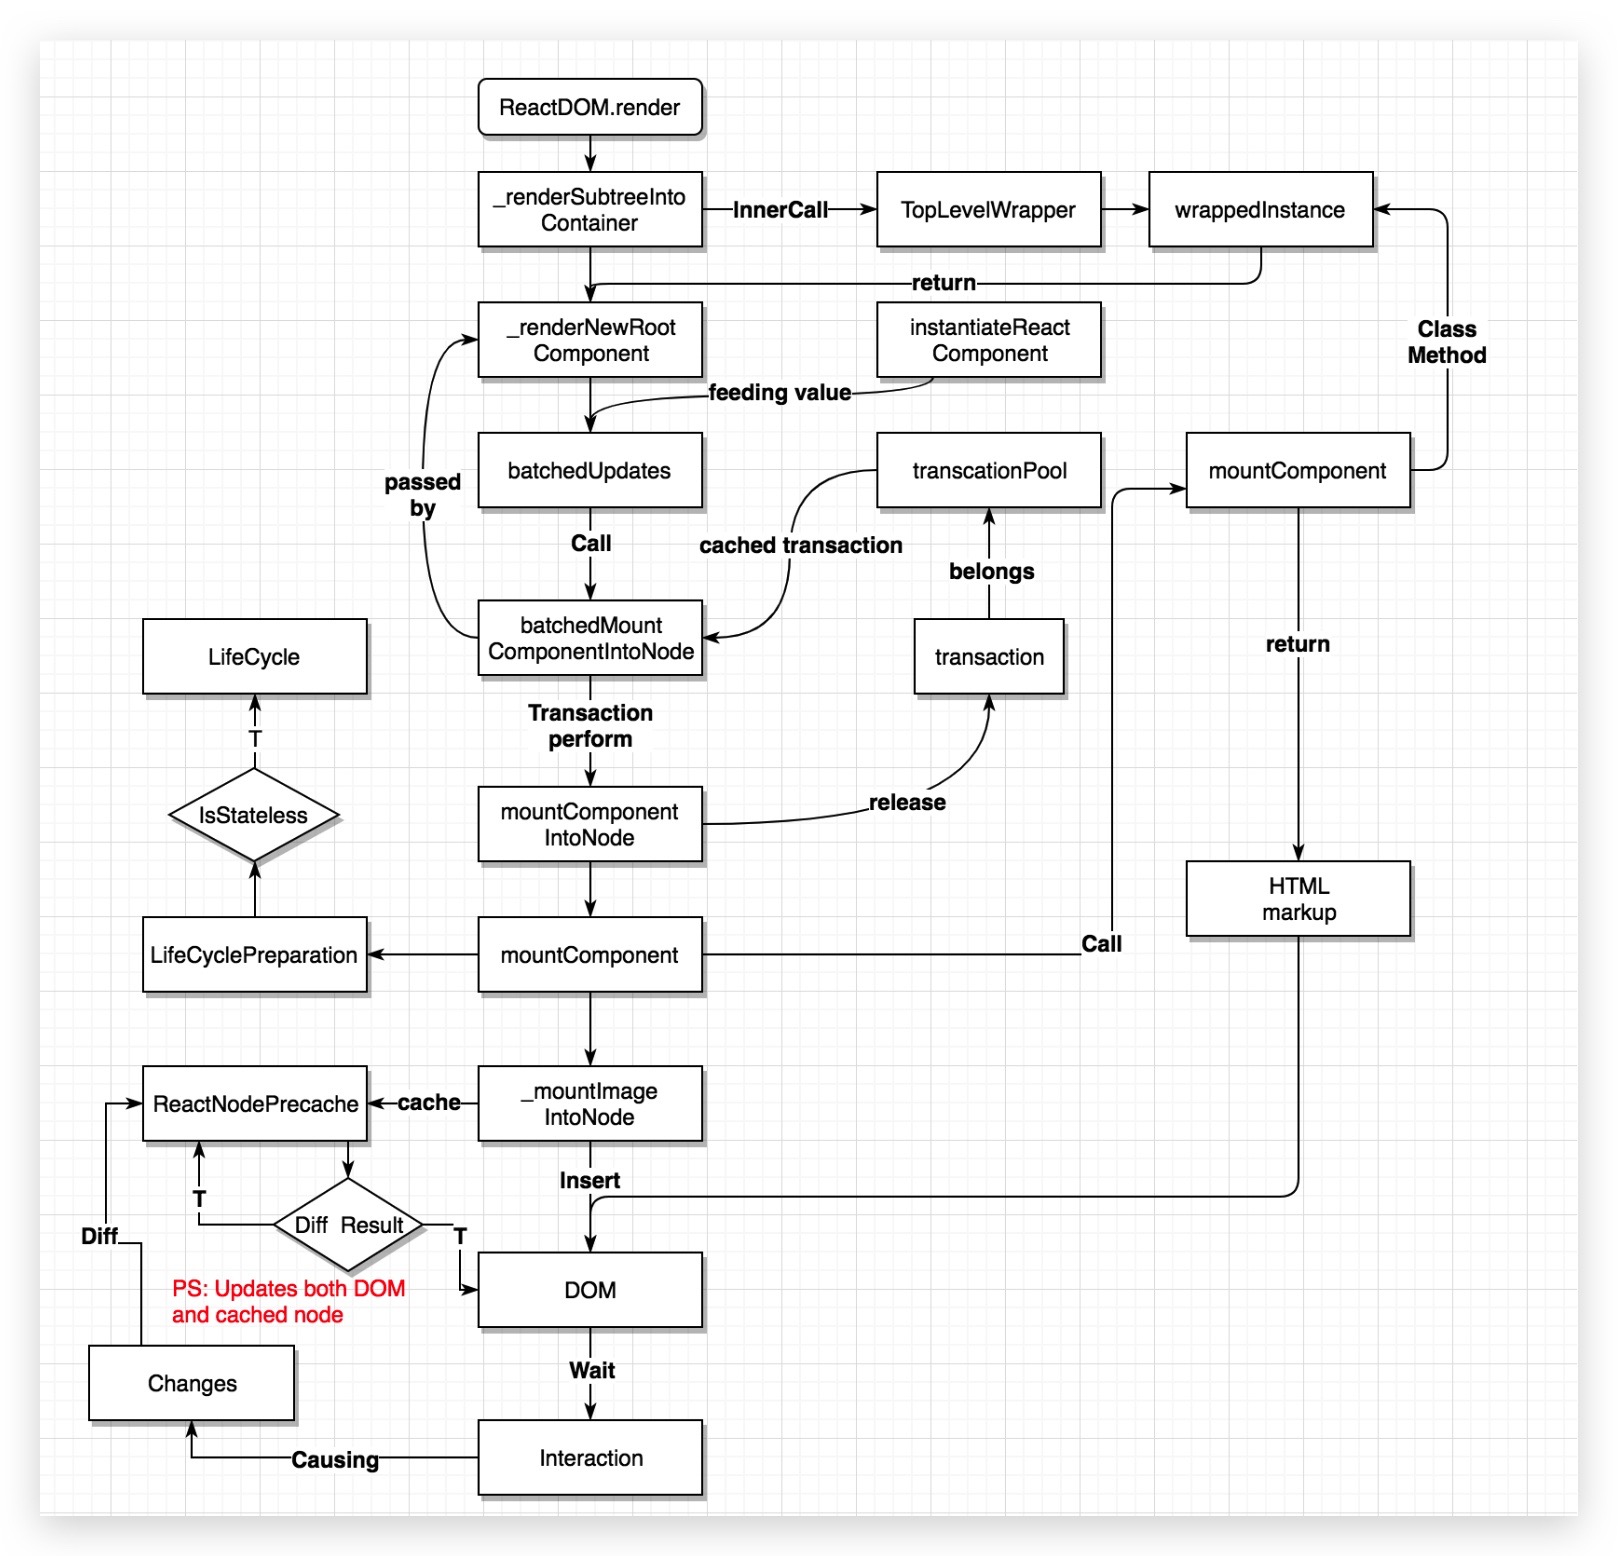 ReactDOM.render
_renderSubtreeInto
Container
InnerCall
TopLevelWrapper
wrappedInstance
return
_renderNewRoot
Component
instantiateReact
Component
Class
Method
feeding value
batchedUpdates
transcationPool
mountComponent
passed
by
Call
cached transaction
belongs
batchedMount
ComponentIntoNode
LifeCycle
transaction
return
Transaction
perform
T
IsStateless
mountComponent
IntoNode
release
HTML
markup
LifeCyclePreparation
mountComponent
Call
ReactNodePrecache
cache
_mountImage
IntoNode
Insert
T
Diff Result
T
Diff
PS: Updates both DOM
and cached node
DOM
Changes
Wait
Causing
Interaction